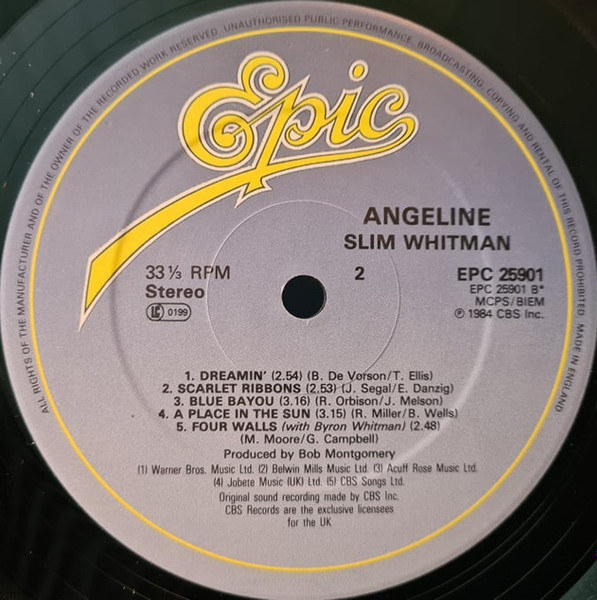 ALL RIGHTS OF THE MANUFACTURER AND OF THE OWNER OF THE RECORDED WORK RESERVED. UNAUTHORISED PUBLIC PERFORMANCE, BROADCASTING, COPYING AND RENTAL OF THIS RECORD PROHIBITED. MADE IN ENGLAND
Epic
ANGELINE
SLIM WHITMAN
33 ⅓ RPM
Stereo
LC 0199
2
EPC 25901
EPC 25901 B*
MCPS/BIEM
℗ 1984 CBS Inc.
1. DREAMIN' (2.54) (B. De Vorson/T. Ellis)
2. SCARLET RIBBONS (2.53) (J. Segal/E. Danzig)
3. BLUE BAYOU (3.16) (R. Orbison/J. Melson)
4. A PLACE IN THE SUN (3.15) (R. Miller/B. Wells)
5. FOUR WALLS (with Byron Whitman) (2.48)
(M. Moore/G. Campbell)
Produced by Bob Montgomery
(1) Warner Bros. Music Ltd. (2) Belwin Mills Music Ltd. (3) Acuff Rose Music Ltd.
(4) Jobete Music (UK) Ltd. (5) CBS Songs Ltd.
Original sound recording made by CBS Inc.
CBS Records are the exclusive licensees
for the UK